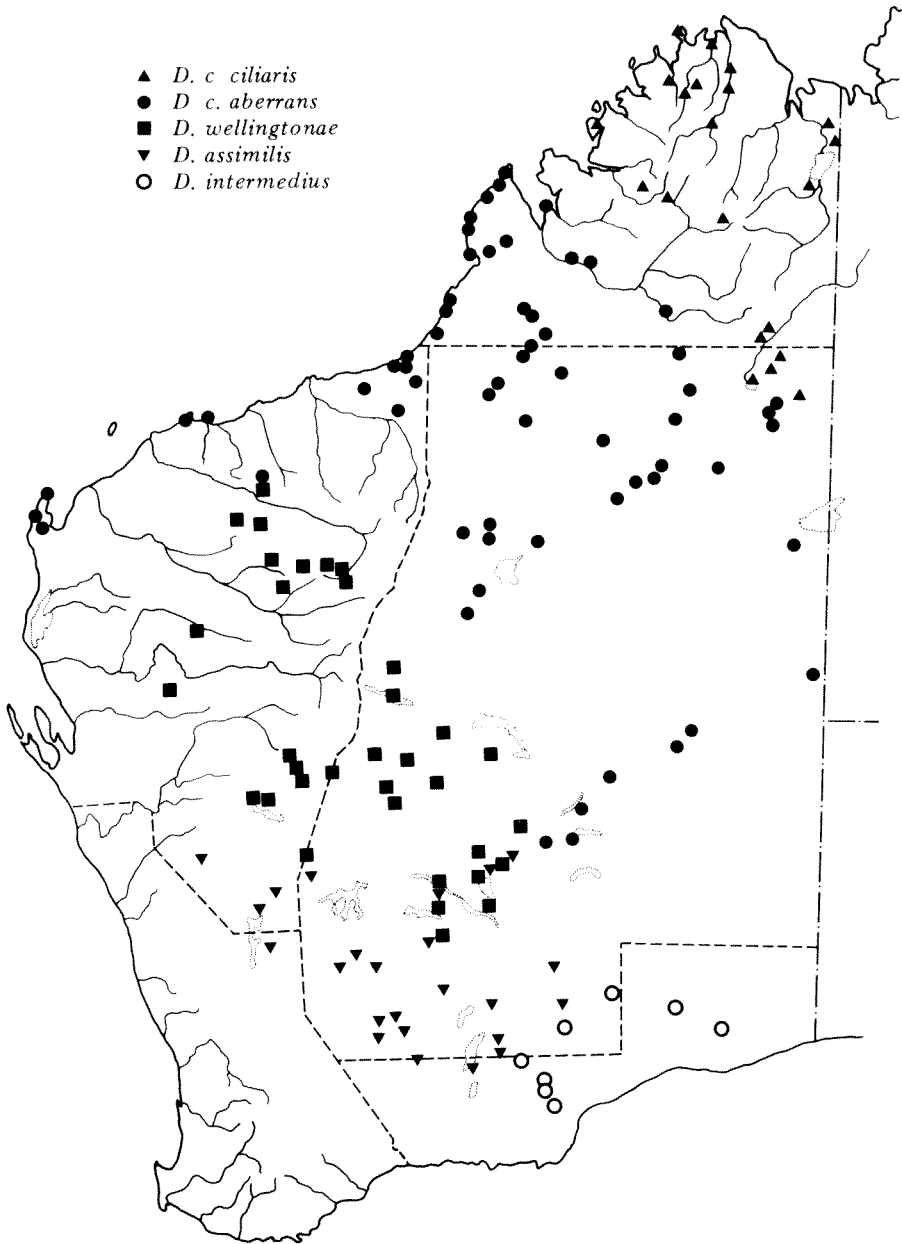 D. c ciliaris
D c. aberrans
D. wellingtonae
D. assimilis
D. intermedius